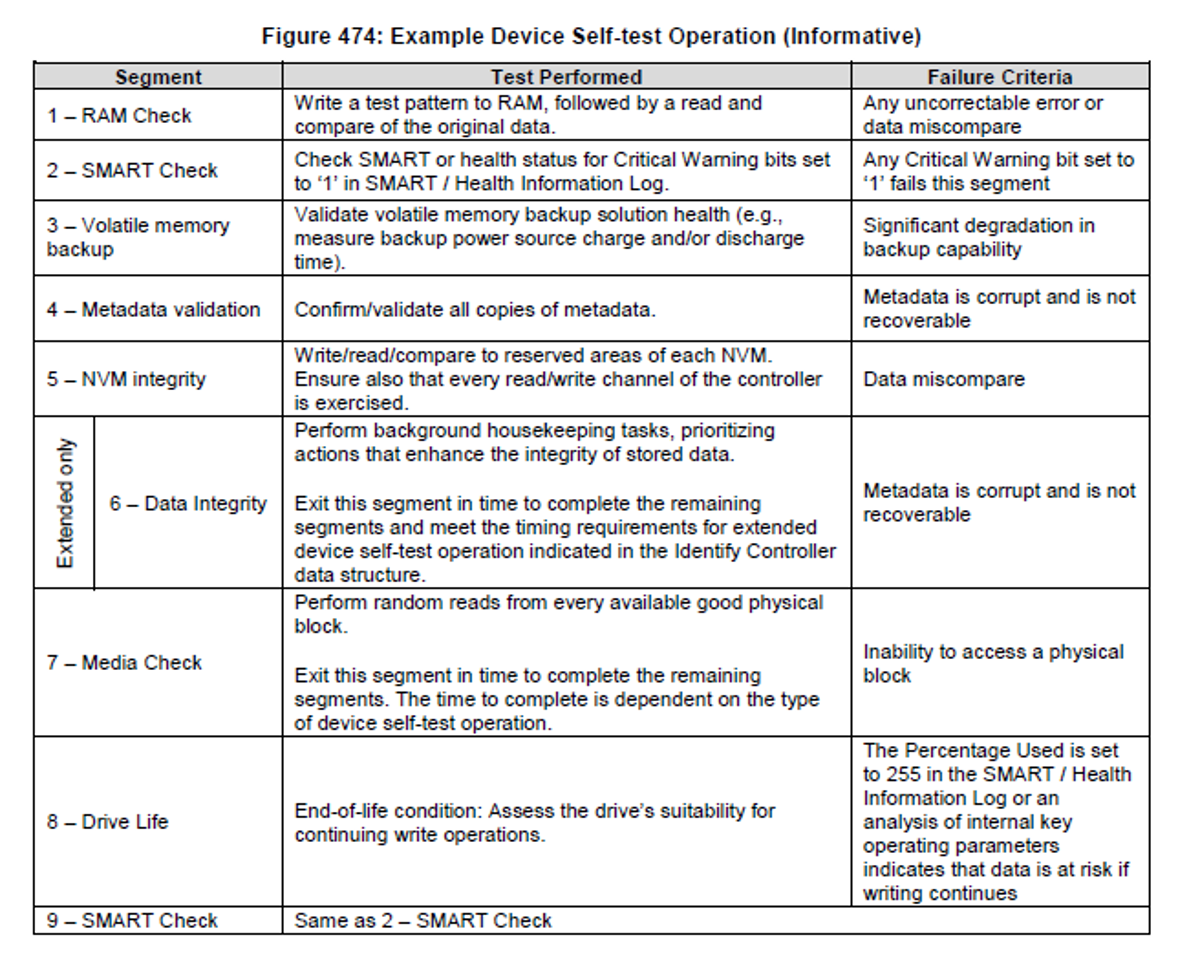 Figure 474: Example Device Self-test Operation (Informative)
Segment
Test Performed
Failure Criteria
1 – RAM Check
Write a test pattern to RAM, followed by a read and
compare of the original data.
Any uncorrectable error or
data miscompare
2 – SMART Check
Check SMART or health status for Critical Warning bits set
to ‘1’ in SMART / Health Information Log.
Any Critical Warning bit set to
‘1’ fails this segment
3 – Volatile memory
backup
Validate volatile memory backup solution health (e.g.,
measure backup power source charge and/or discharge
time).
Significant degradation in
backup capability
4 – Metadata validation
Confirm/validate all copies of metadata.
Metadata is corrupt and is not
recoverable
5 – NVM integrity
Write/read/compare to reserved areas of each NVM.
Ensure also that every read/write channel of the controller
is exercised.
Data miscompare
Extended only
6 – Data Integrity
Perform background housekeeping tasks, prioritizing
actions that enhance the integrity of stored data.
Exit this segment in time to complete the remaining
segments and meet the timing requirements for extended
device self-test operation indicated in the Identify Controller
data structure.
Metadata is corrupt and is not
recoverable
7 – Media Check
Perform random reads from every available good physical
block.
Exit this segment in time to complete the remaining
segments. The time to complete is dependent on the type
of device self-test operation.
Inability to access a physical
block
8 – Drive Life
End-of-life condition: Assess the drive’s suitability for
continuing write operations.
The Percentage Used is set
to 255 in the SMART / Health
Information Log or an
analysis of internal key
operating parameters
indicates that data is at risk if
writing continues
9 – SMART Check
Same as 2 – SMART Check